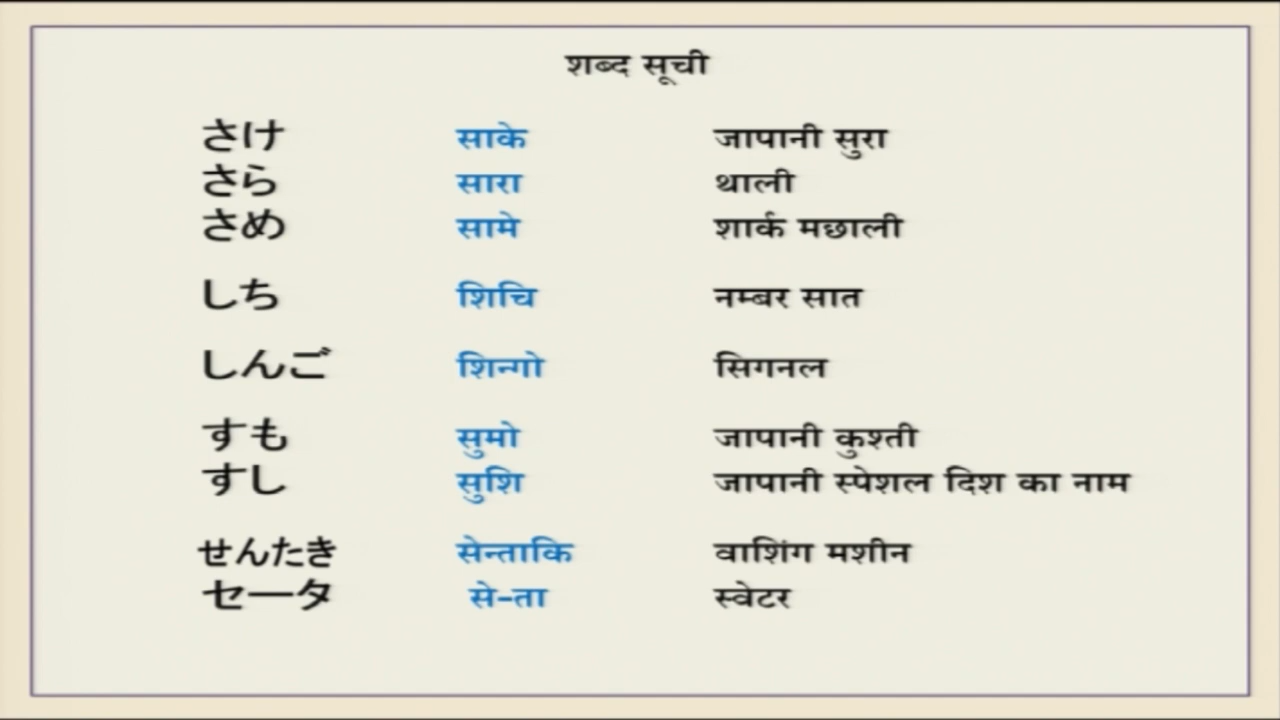 शब्द सूची
さけ साके जापानी सुरा
さら सारा थाली
さめ सामे शार्क मछाली
しち शिचि नम्बर सात
しんご शिन्गो सिगनल
すも सुमो जापानी कुश्ती
すし सुशि जापानी स्पेशल दिश का नाम
せんたき सेन्ताकि वाशिंग मशीन
セータ से-ता स्वेटर